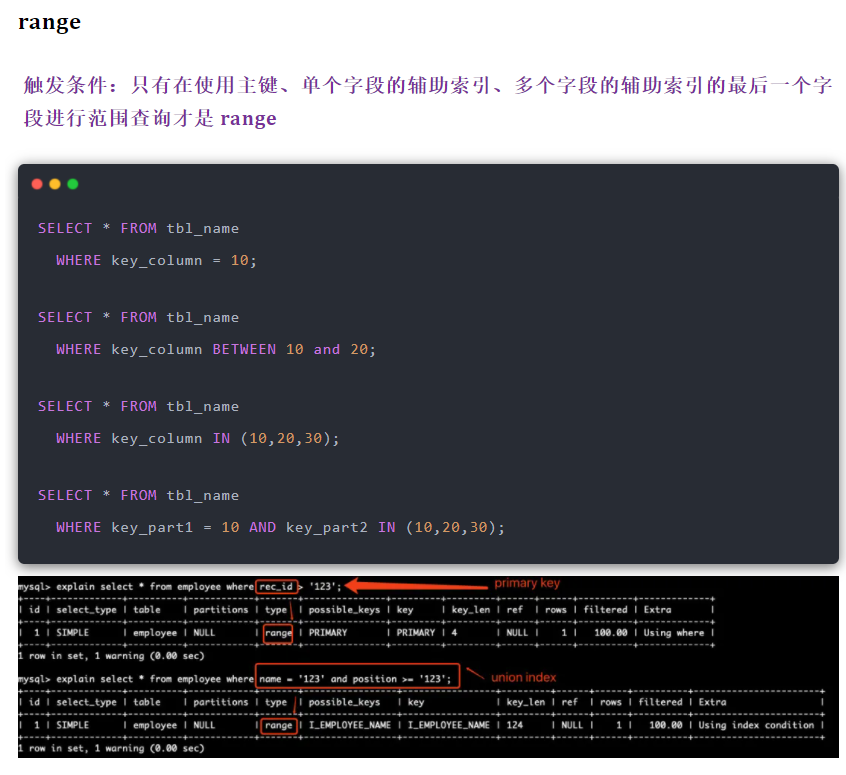 range
触发条件：只有在使用主键、单个字段的辅助索引、多个字段的辅助索引的最后一个字
段进行范围查询才是 range
SELECT * FROM tbl_name
  WHERE key_column = 10;
SELECT * FROM tbl_name
  WHERE key_column BETWEEN 10 and 20;
SELECT * FROM tbl_name
  WHERE key_column IN (10,20,30);
SELECT * FROM tbl_name
  WHERE key_part1 = 10 AND key_part2 IN (10,20,30);
mysql> explain select * from employee where rec_id > '123'; primary key
| id | select_type | table | partitions | type | possible_keys | key | key_len | ref | rows | filtered | Extra |
| 1 | SIMPLE | employee | NULL | range | PRIMARY | PRIMARY | 4 | NULL | 1 | 100.00 | Using where |
1 row in set, 1 warning (0.00 sec)
mysql> explain select * from employee where name = '123' and position >= '123'; union index
| id | select_type | table | partitions | type | possible_keys | key | key_len | ref | rows | filtered | Extra |
| 1 | SIMPLE | employee | NULL | range | I_EMPLOYEE_NAME | I_EMPLOYEE_NAME | 124 | NULL | 1 | 100.00 | Using index condition |
1 row in set, 1 warning (0.00 sec)